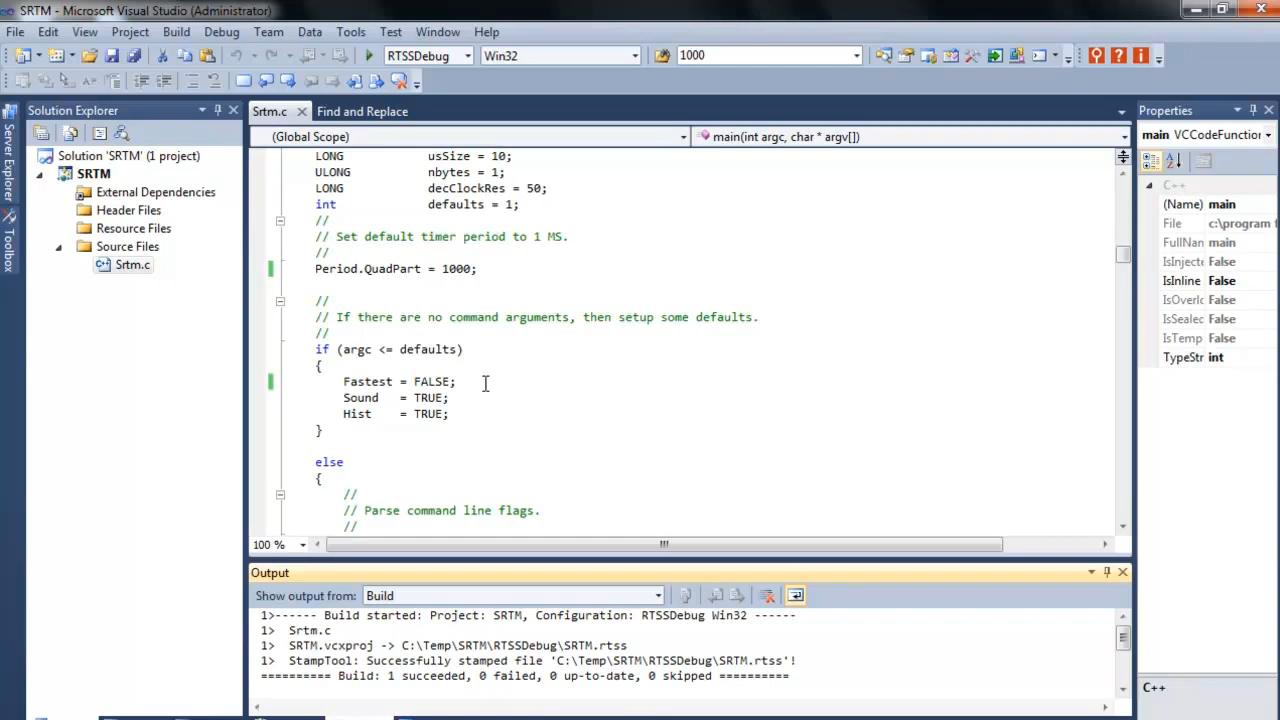 SRTM - Microsoft Visual Studio (Administrator)
File Edit View Project Build Debug Team Data Tools Test Window Help
RTSSDebug Win32 1000
Solution Explorer
Server Explorer
Toolbox
Solution 'SRTM' (1 project)
SRTM
External Dependencies
Header Files
Resource Files
Source Files
Srtm.c
Srtm.c Find and Replace
(Global Scope) main(int argc, char * argv[])
LONG usSize = 10;
ULONG nbytes = 1;
LONG decClockRes = 50;
int defaults = 1;
//
// Set default timer period to 1 MS.
//
Period.QuadPart = 1000;
//
// If there are no command arguments, then setup some defaults.
//
if (argc <= defaults)
{
Fastest = FALSE;
Sound = TRUE;
Hist = TRUE;
}
else
{
//
// Parse command line flags.
//
100 %
Output
Show output from: Build
1>------ Build started: Project: SRTM, Configuration: RTSSDebug Win32 ------
1> Srtm.c
1> SRTM.vcxproj -> C:\Temp\SRTM\RTSSDebug\SRTM.rtss
1> StampTool: Successfully stamped file 'C:\Temp\SRTM\RTSSDebug\SRTM.rtss'!
========== Build: 1 succeeded, 0 failed, 0 up-to-date, 0 skipped ==========
Properties
main VCCodeFunction
C++
(Name) main
File c:\program f
FullNan main
IsInjecte False
IsInline False
IsOverlo False
IsSealec False
IsTemp False
TypeStr int
C++